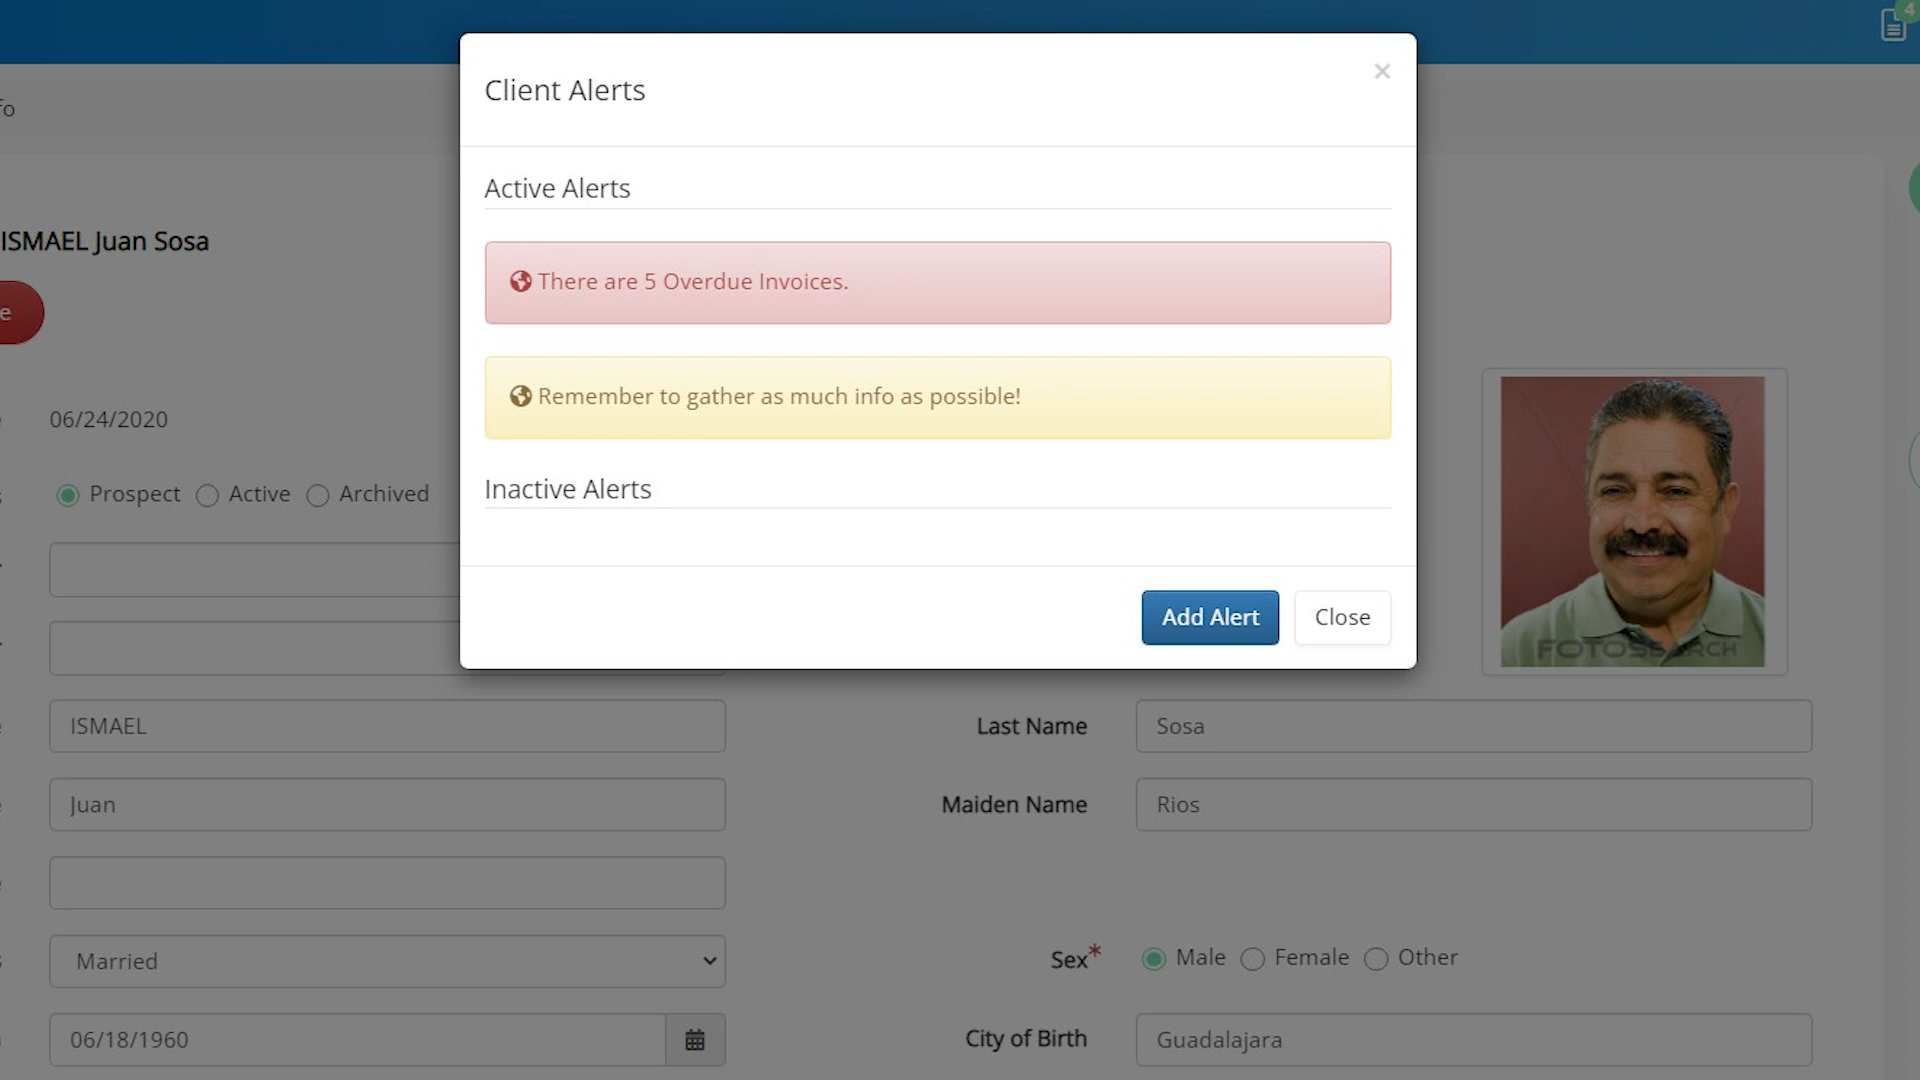 4
Client Alerts
×
fo
Active Alerts
ISMAEL Juan Sosa
There are 5 Overdue Invoices.
e
Remember to gather as much info as possible!
06/24/2020
Prospect Active Archived
Inactive Alerts
Add Alert Close
FOTOSEARCH
ISMAEL
Last Name Sosa
Juan
Maiden Name Rios
Married
Sex* Male Female Other
06/18/1960
City of Birth Guadalajara